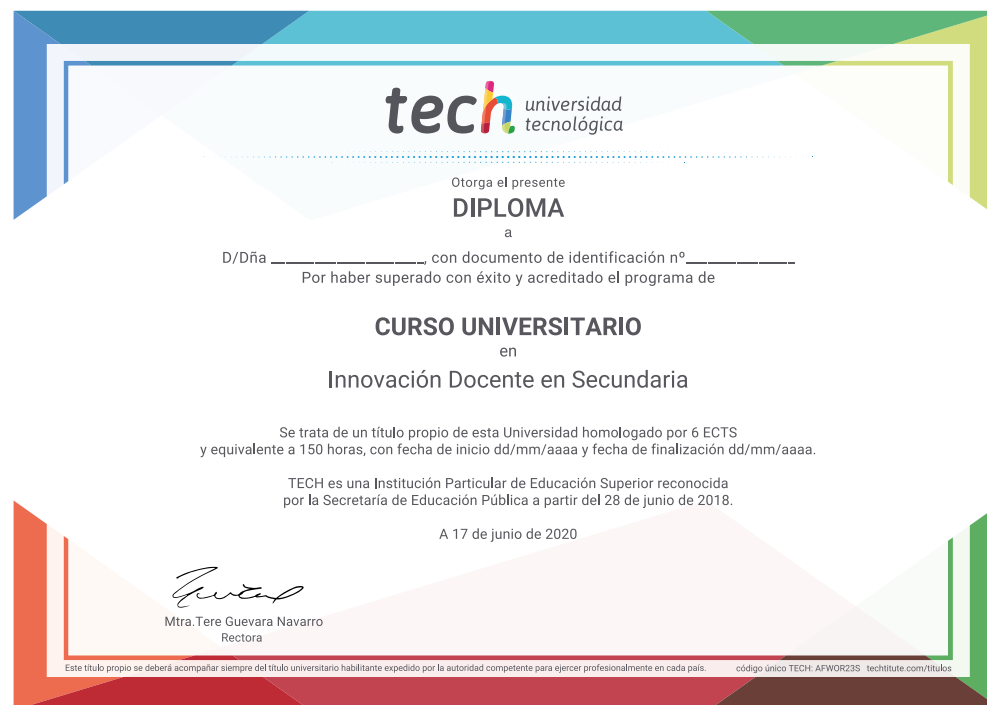 tech universidad
tecnológica
Otorga el presente
DIPLOMA
a
D/Dña ____________________, con documento de identificación nº______________
Por haber superado con éxito y acreditado el programa de
CURSO UNIVERSITARIO
en
Innovación Docente en Secundaria
Se trata de un título propio de esta Universidad homologado por 6 ECTS
y equivalente a 150 horas, con fecha de inicio dd/mm/aaaa y fecha de finalización dd/mm/aaaa.
TECH es una Institución Particular de Educación Superior reconocida
por la Secretaría de Educación Pública a partir del 28 de junio de 2018.
A 17 de junio de 2020
Mtra.Tere Guevara Navarro
Rectora
Este título propio se deberá acompañar siempre del título universitario habilitante expedido por la autoridad competente para ejercer profesionalmente en cada país. código único TECH: AFWOR23S techtitute.com/titulos